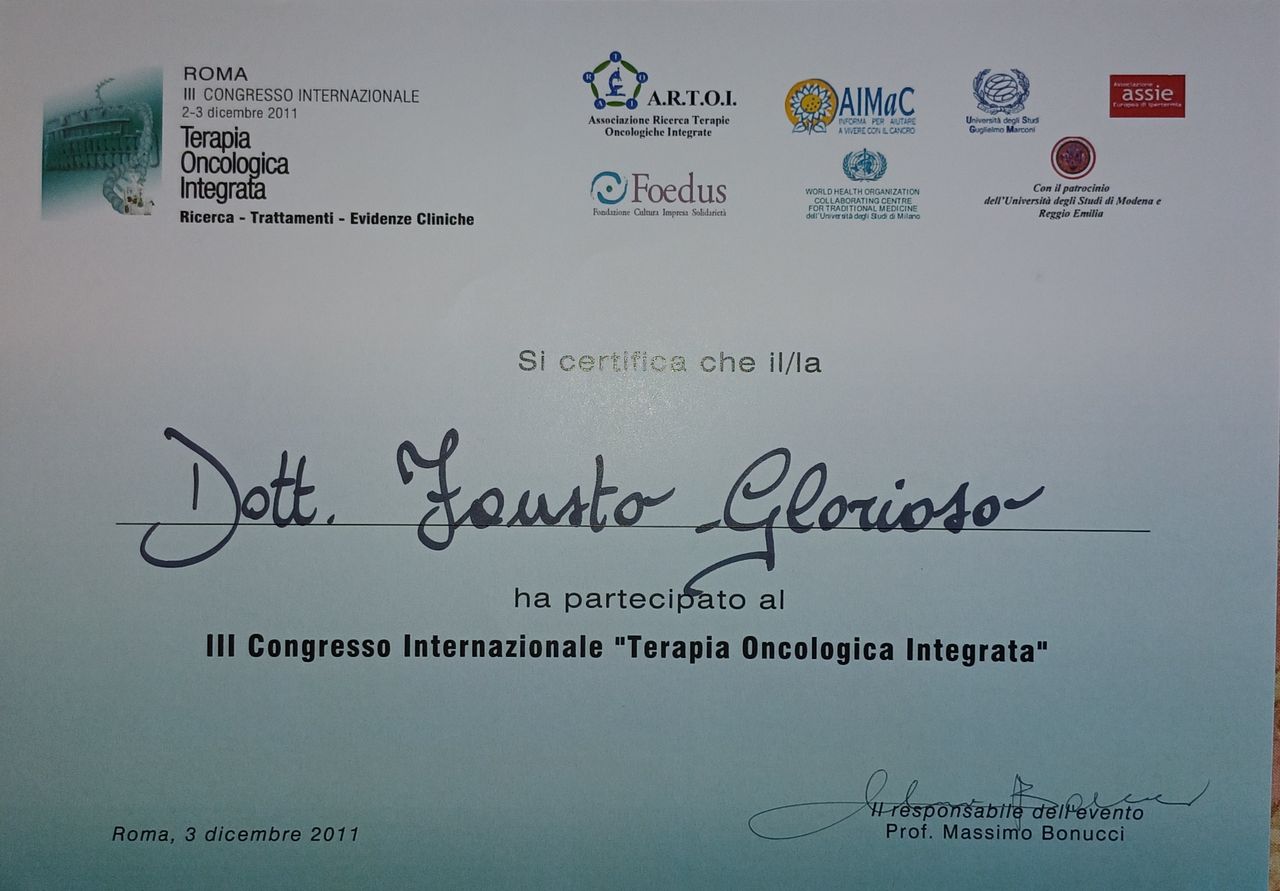 ROMA
III CONGRESSO INTERNAZIONALE
2-3 dicembre 2011
Terapia
Oncologica
Integrata
Ricerca - Trattamenti - Evidenze Cliniche
A.R.T.O.I.
Associazione Ricerca Terapie
Oncologiche Integrate
AIMaC
INFORMA PER AIUTARE
A VIVERE CON IL CANCRO
Università degli Studi
Guglielmo Marconi
Associazione
assie
Europea di Ipertermia
Foedus
Fondazione Cultura Impresa Solidarietà
WORLD HEALTH ORGANIZATION
COLLABORATING CENTRE
FOR TRADITIONAL MEDICINE
dell'Università degli Studi di Milano
Con il patrocinio
dell'Università degli Studi di Modena e
Reggio Emilia
Si certifica che il/la
Dott. Fausto Glorioso
ha partecipato al
III Congresso Internazionale "Terapia Oncologica Integrata"
Roma, 3 dicembre 2011
Il responsabile dell'evento
Prof. Massimo Bonucci